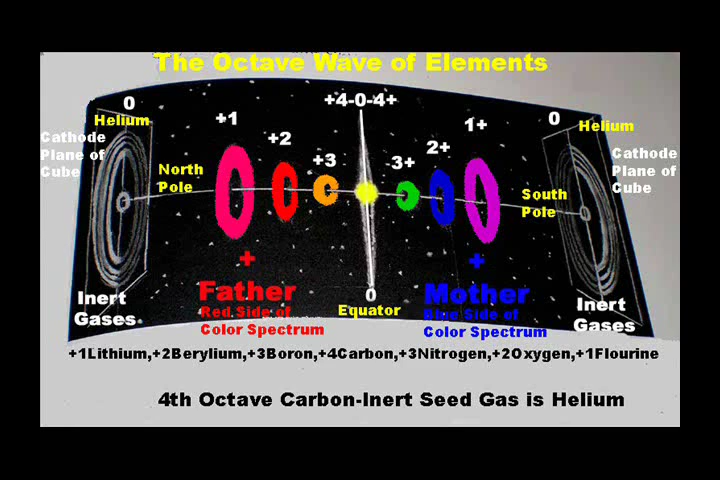 The Octave Wave of Elements
0
+4-0-4+
0
Helium
+1
1+
Helium
Cathode
Plane of
Cube
+2
2+
Cathode
Plane of
Cube
+3
3+
North
Pole
South
Pole
+
+
Father
Mother
Inert
Gases
0
Equator
Inert
Gases
Red Side of
Color Spectrum
Blue Side of
Color Spectrum
+1Lithium,+2Berylium,+3Boron,+4Carbon,+3Nitrogen,+2Oxygen,+1Flourine
4th Octave Carbon-Inert Seed Gas is Helium